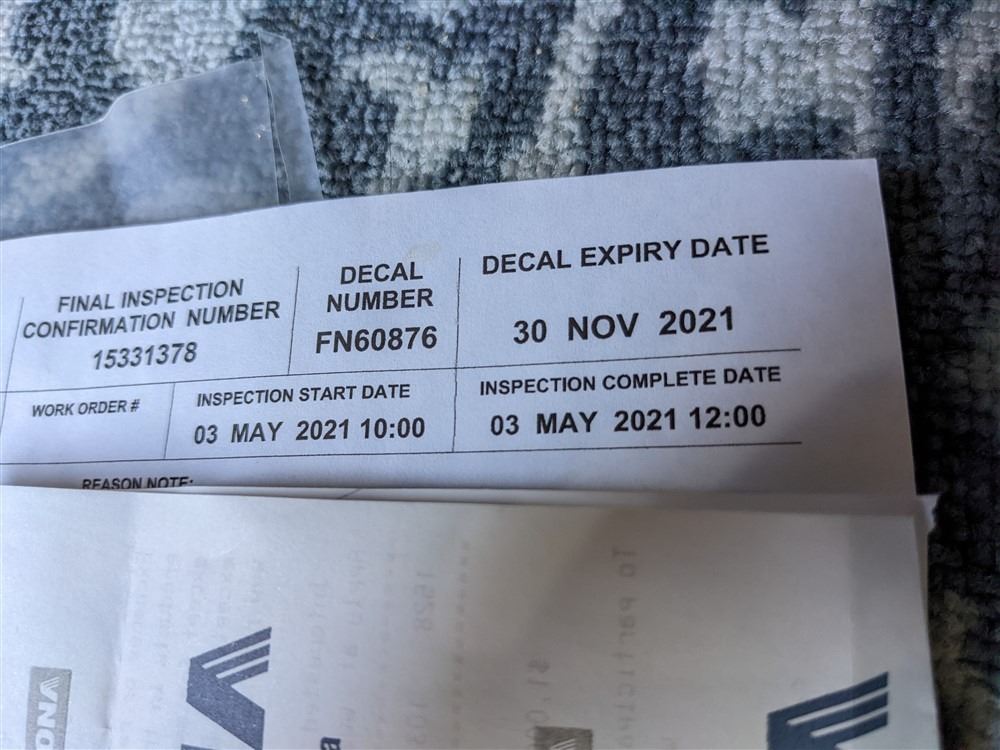 FINAL INSPECTION
CONFIRMATION NUMBER
15331378
DECAL
NUMBER
FN60876
DECAL EXPIRY DATE
30 NOV 2021
WORK ORDER #
INSPECTION START DATE
03 MAY 2021 10:00
INSPECTION COMPLETE DATE
03 MAY 2021 12:00
REASON NOTE: